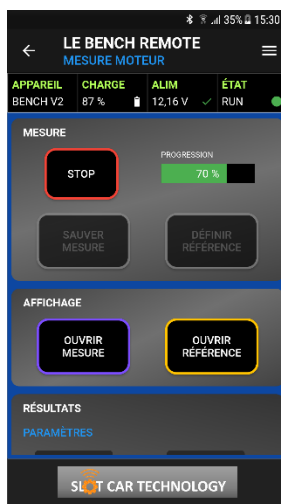 35% 15:30
LE BENCH REMOTE
MESURE MOTEUR
APPAREIL CHARGE ALIM ÉTAT
BENCH V2 87 % 12,16 V RUN
MESURE
PROGRESSION
STOP
70 %
SAUVER
MESURE
DÉFINIR
RÉFÉRENCE
AFFICHAGE
OUVRIR
MESURE
OUVRIR
RÉFÉRENCE
RÉSULTATS
PARAMÈTRES
SLOT CAR TECHNOLOGY